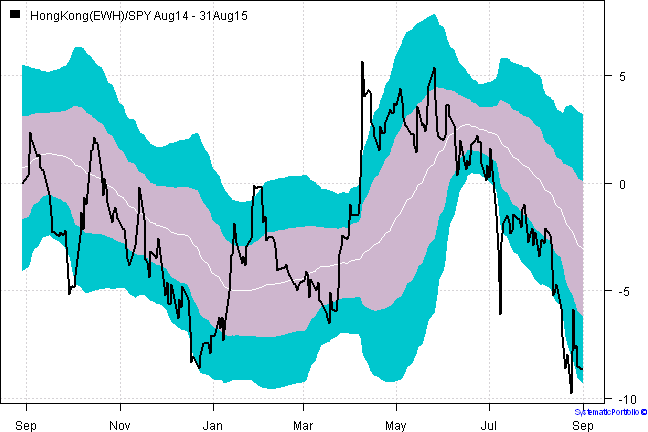 HongKong(EWH)/SPY Aug14 - 31Aug15
5
0
-5
-10
Sep Nov Jan Mar May Jul Sep
SystematicPortfolio ©